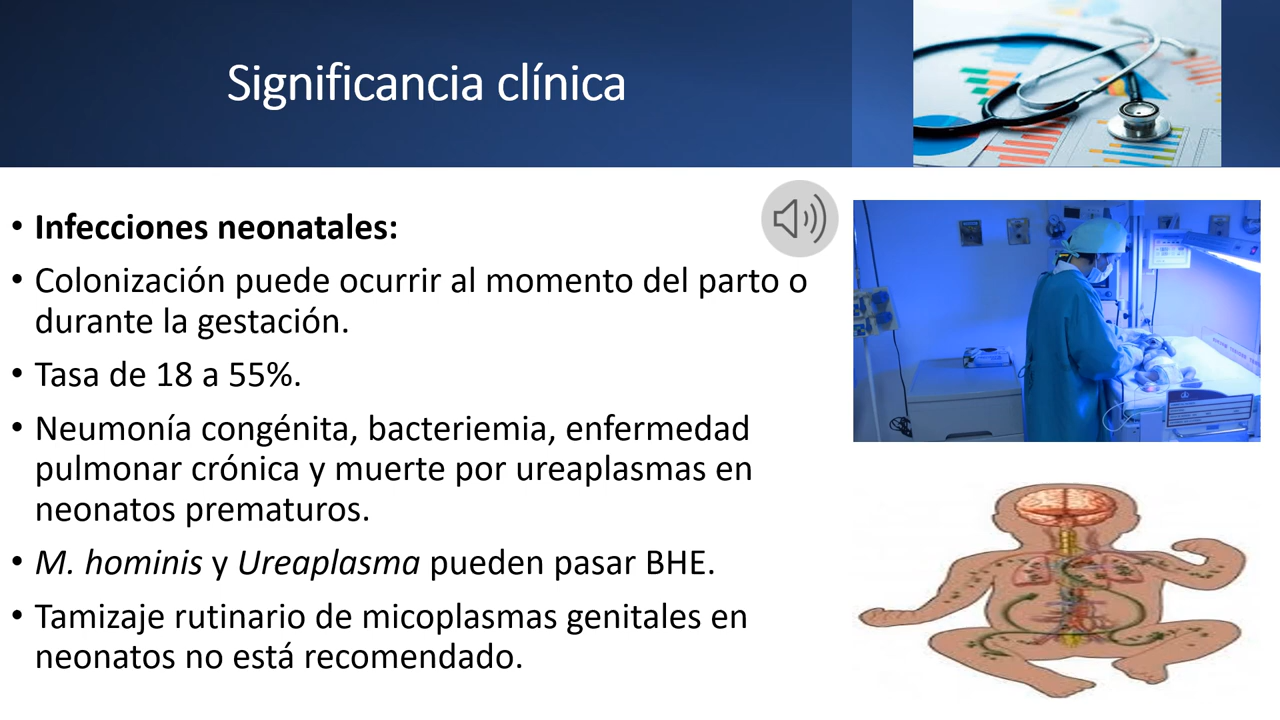 Significancia clínica
• Infecciones neonatales:
• Colonización puede ocurrir al momento del parto o
durante la gestación.
• Tasa de 18 a 55%.
• Neumonía congénita, bacteriemia, enfermedad
pulmonar crónica y muerte por ureaplasmas en
neonatos prematuros.
• M. hominis y Ureaplasma pueden pasar BHE.
• Tamizaje rutinario de micoplasmas genitales en
neonatos no está recomendado.